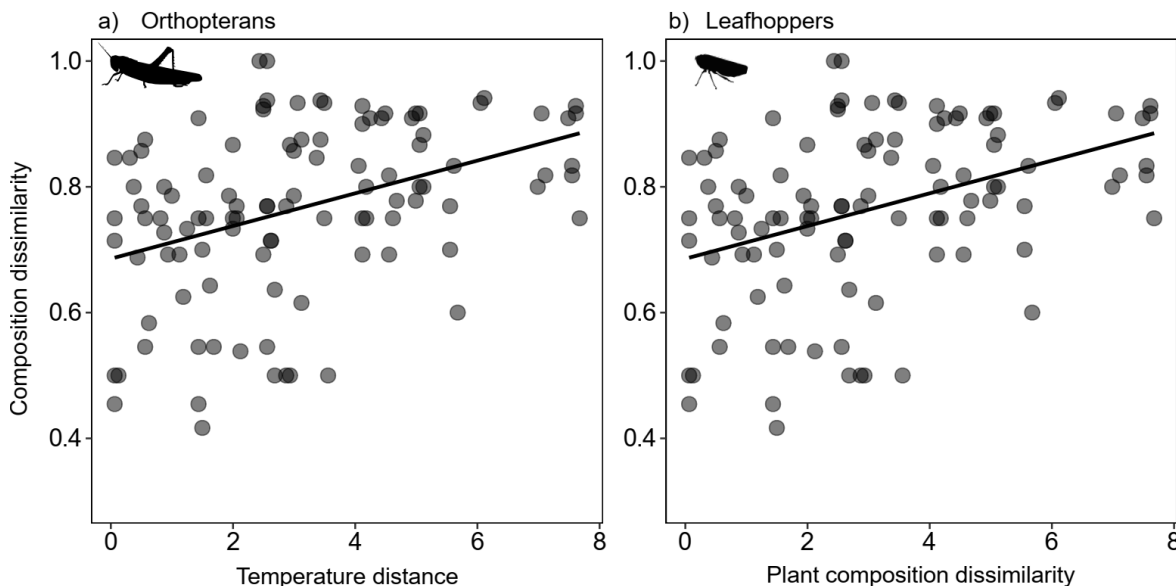 a) Orthopterans
b) Leafhoppers
Composition dissimilarity
1.0
0.8
0.6
0.4
0 2 4 6 8
Temperature distance
1.0
0.8
0.6
0.4
0 2 4 6 8
Plant composition dissimilarity